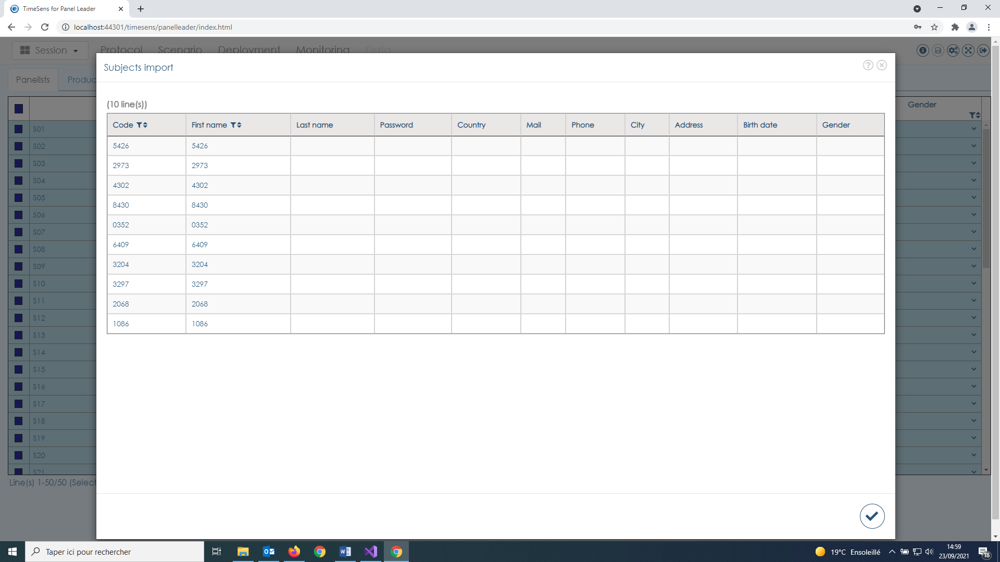 TimeSens for Panel Leader
localhost:44301/timesens/panelleader/index.html
Session Protocol Scenario Deployment Monitoring Data
Subjects import
Panelists Produc
(10 line(s))
Gender
Code First name Last name Password Country Mail Phone City Address Birth date Gender
5426 5426
2973 2973
4302 4302
8430 8430
0352 0352
6409 6409
3204 3204
3297 3297
2068 2068
1086 1086
S01
S02
S03
S04
S05
S06
S07
S08
S09
S10
S11
S12
S13
S14
S15
S16
S17
S18
S19
S20
S21
Line(s) 1-50/50 (Select
Taper ici pour rechercher
19°C Ensoleillé
14:59
23/09/2021
18